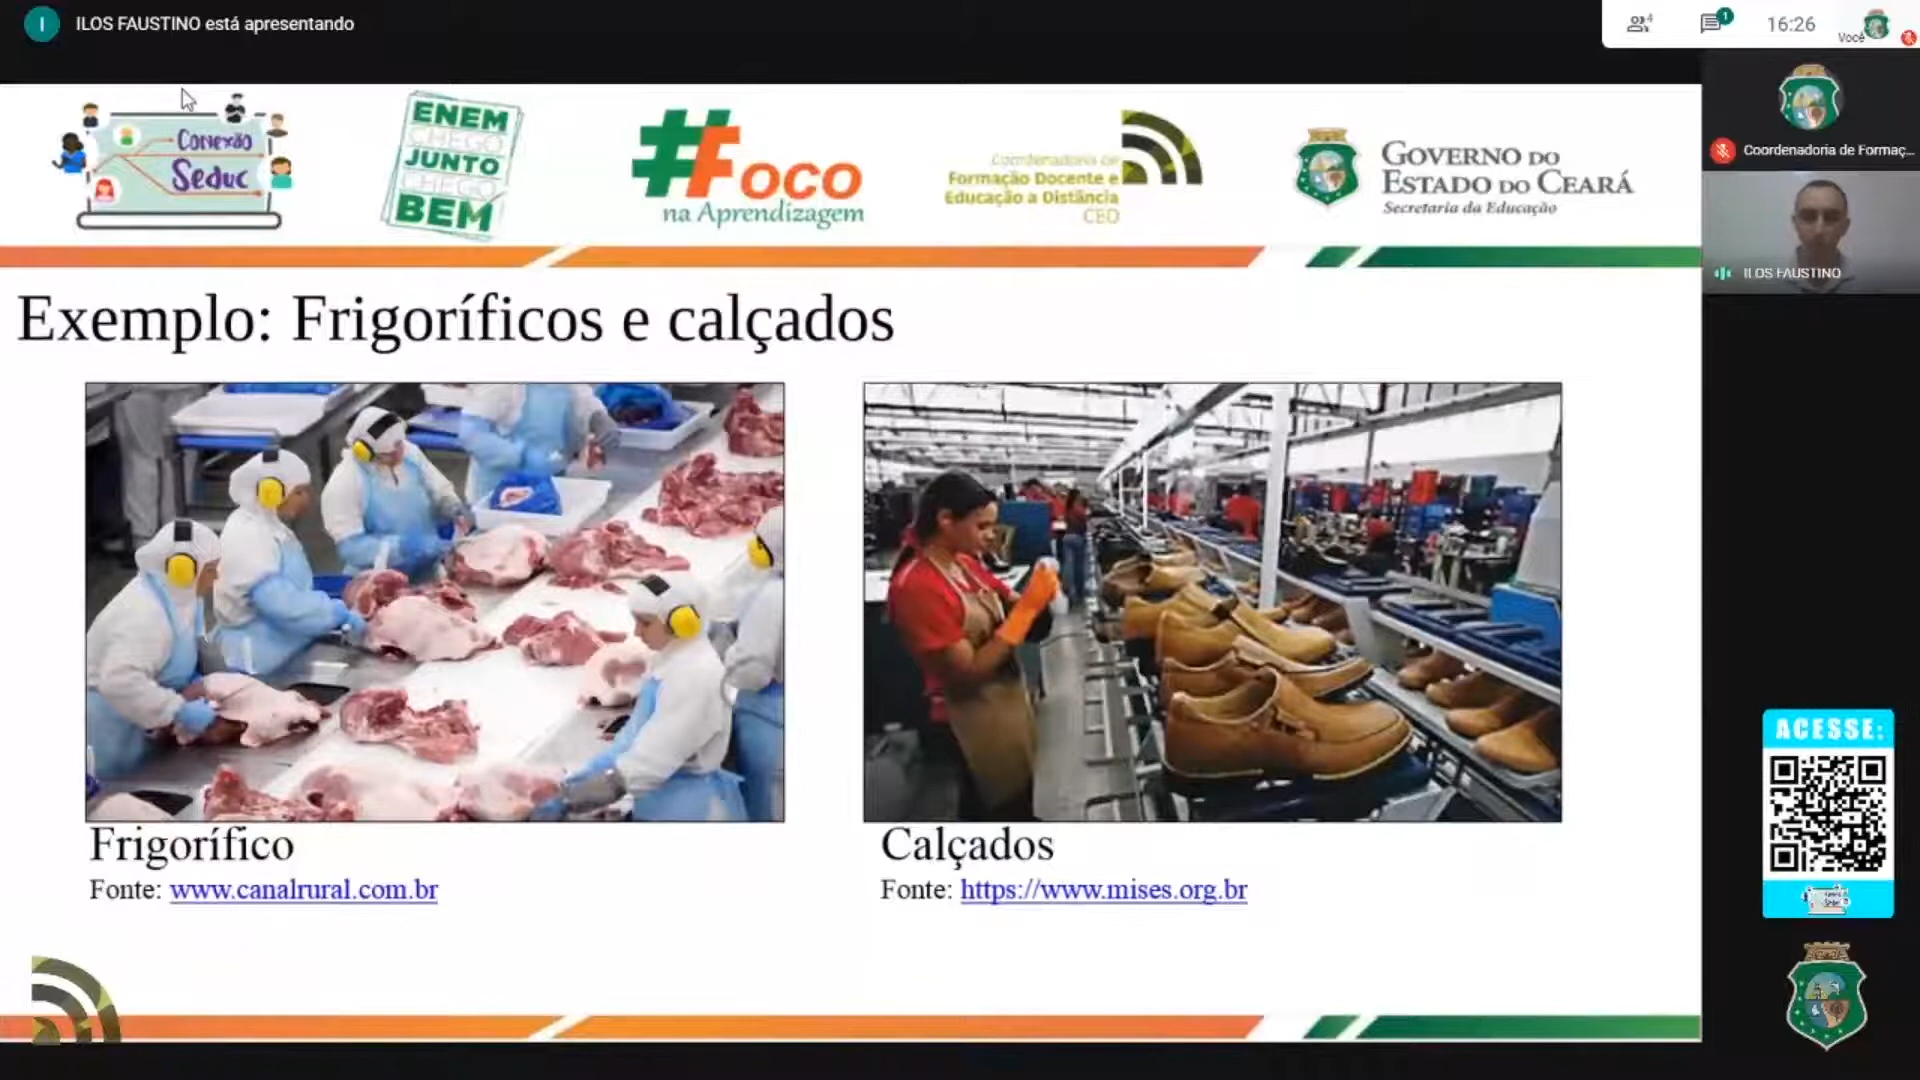 ILOS FAUSTINO está apresentando
4
1
16:26
Você
Conexão
Seduc
ENEM
CHEGO
JUNTO
CHEGO
BEM
#Foco
na Aprendizagem
Coordenadoria de
Formação Docente e
Educação a Distância
CED
GOVERNO DO
ESTADO DO CEARÁ
Secretaria da Educação
Coordenadoria de Formaç...
ILOS FAUSTINO
Exemplo: Frigoríficos e calçados
Frigorífico
Fonte: www.canalrural.com.br
Calçados
Fonte: https://www.mises.org.br
ACESSE: